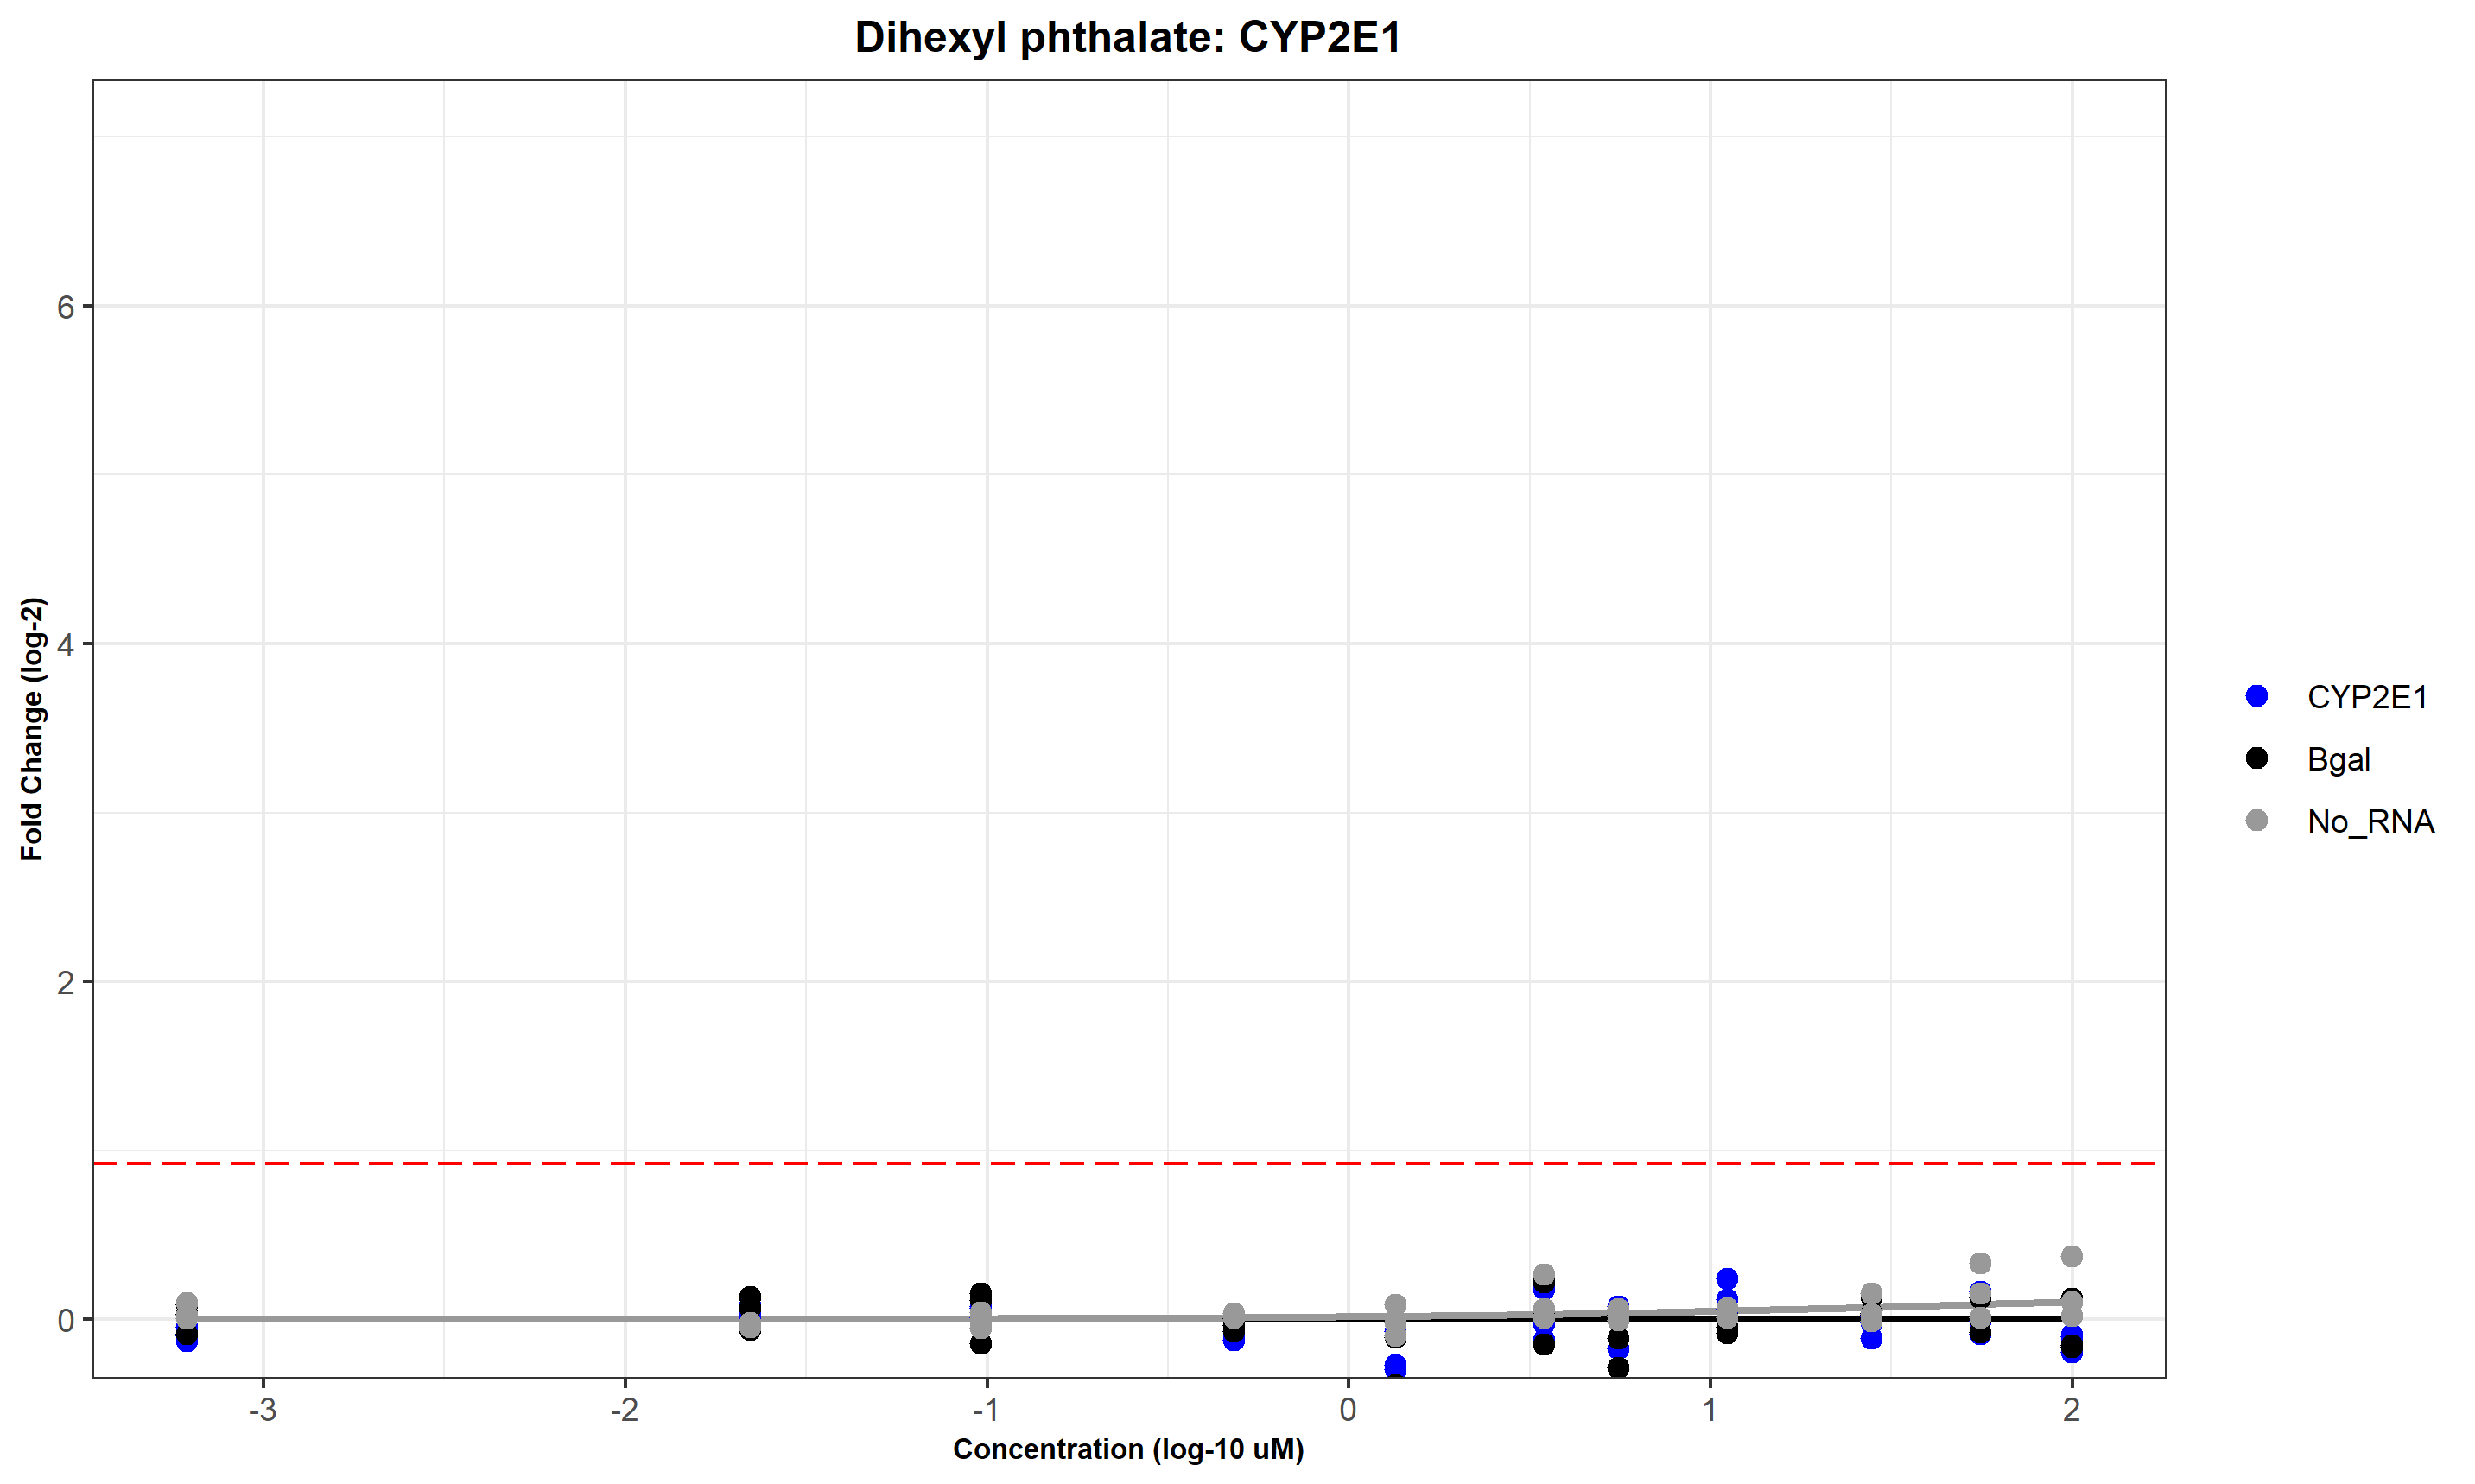 Dihexyl phthalate: CYP2E1
Fold Change (log-2)
6
4
2
0
-3
-2
-1
0
1
2
Concentration (log-10 uM)
CYP2E1
Bgal
No_RNA